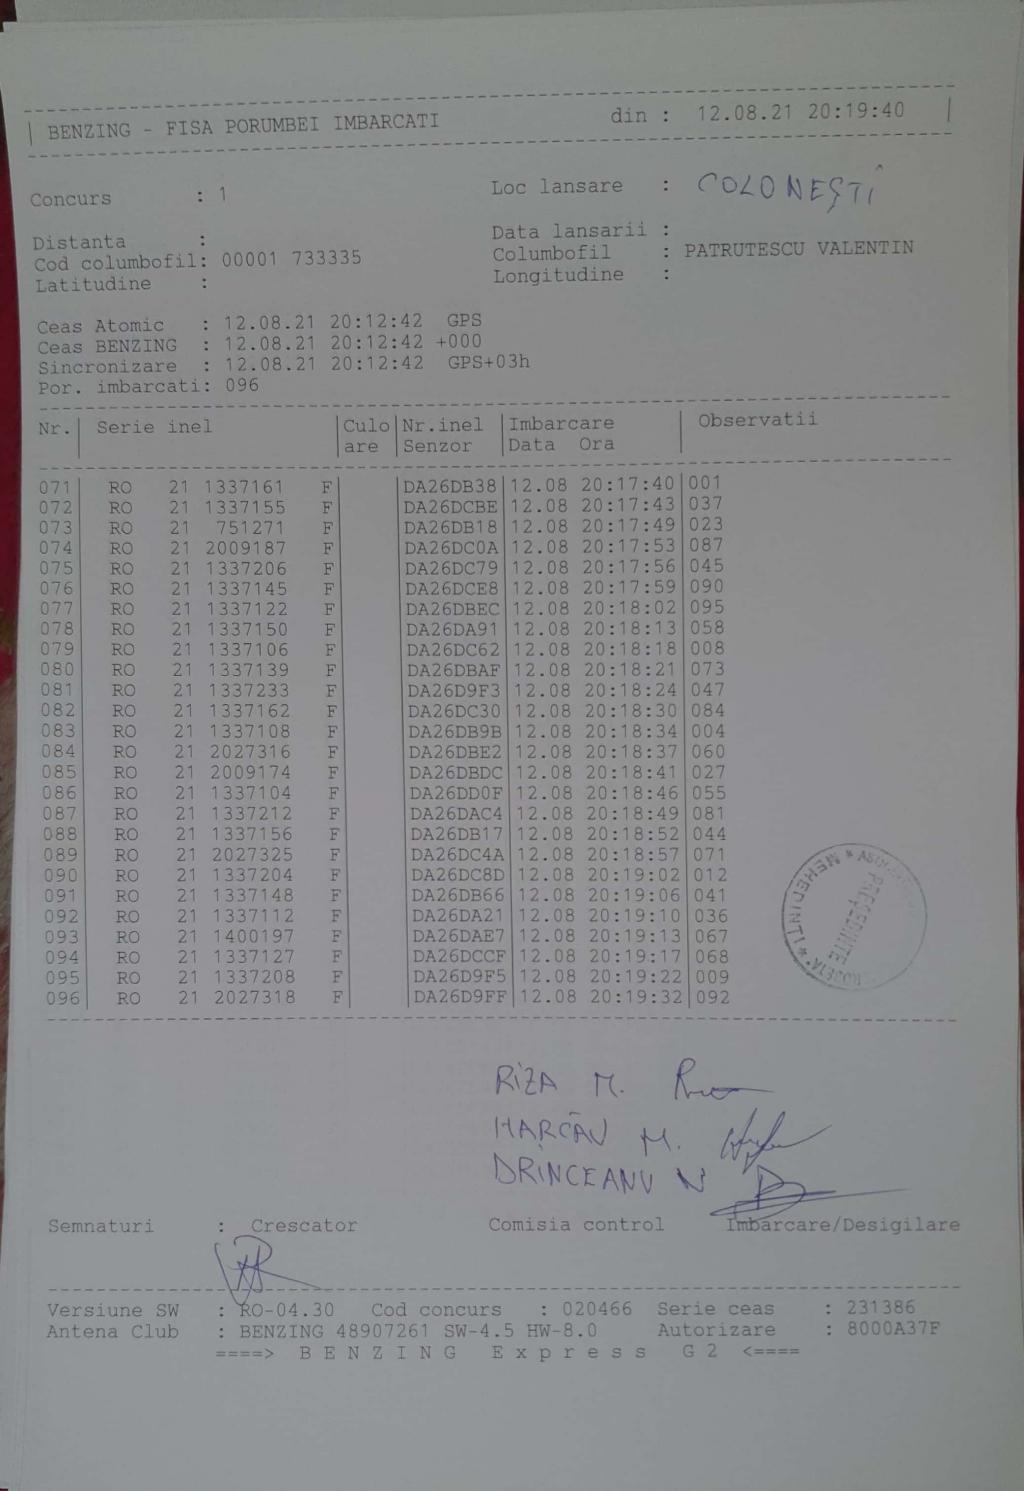 BENZING - FISA PORUMBEI IMBARCATI din : 12.08.21 20:19:40
Concurs : 1 Loc lansare : COLONEȘTI
Distanta : Data lansarii :
Cod columbofil: 00001 733335 Columbofil : PATRUTESCU VALENTIN
Latitudine : Longitudine :
Ceas Atomic : 12.08.21 20:12:42 GPS
Ceas BENZING : 12.08.21 20:12:42 +000
Sincronizare : 12.08.21 20:12:42 GPS+03h
Por. imbarcati: 096
Nr. Serie inel Culo Nr.inel Imbarcare Observatii
are Senzor Data Ora
071 RO 21 1337161 F DA26DB38 12.08 20:17:40 001
072 RO 21 1337155 F DA26DCBE 12.08 20:17:43 037
073 RO 21 751271 F DA26DB18 12.08 20:17:49 023
074 RO 21 2009187 F DA26DC0A 12.08 20:17:53 087
075 RO 21 1337206 F DA26DC79 12.08 20:17:56 045
076 RO 21 1337145 F DA26DCE8 12.08 20:17:59 090
077 RO 21 1337122 F DA26DBEC 12.08 20:18:02 095
078 RO 21 1337150 F DA26DA91 12.08 20:18:13 058
079 RO 21 1337106 F DA26DC62 12.08 20:18:18 008
080 RO 21 1337139 F DA26DBAF 12.08 20:18:21 073
081 RO 21 1337233 F DA26D9F3 12.08 20:18:24 047
082 RO 21 1337162 F DA26DC30 12.08 20:18:30 084
083 RO 21 1337108 F DA26DB9B 12.08 20:18:34 004
084 RO 21 2027316 F DA26DBE2 12.08 20:18:37 060
085 RO 21 2009174 F DA26DBDC 12.08 20:18:41 027
086 RO 21 1337104 F DA26DD0F 12.08 20:18:46 055
087 RO 21 1337212 F DA26DAC4 12.08 20:18:49 081
088 RO 21 1337156 F DA26DB17 12.08 20:18:52 044
089 RO 21 2027325 F DA26DC4A 12.08 20:18:57 071
090 RO 21 1337204 F DA26DC8D 12.08 20:19:02 012
091 RO 21 1337148 F DA26DB66 12.08 20:19:06 041
092 RO 21 1337112 F DA26DA21 12.08 20:19:10 036
093 RO 21 1400197 F DA26DAE7 12.08 20:19:13 067
094 RO 21 1337127 F DA26DCCF 12.08 20:19:17 068
095 RO 21 1337208 F DA26D9F5 12.08 20:19:22 009
096 RO 21 2027318 F DA26D9FF 12.08 20:19:32 092
MEHEDINTI
PREȘEDINTE
RIZA M.
HARCĂU M.
DRINCEANU N
Semnaturi : Crescator Comisia control Imbarcare/Desigilare
Versiune SW : RO-04.30 Cod concurs : 020466 Serie ceas : 231386
Antena Club : BENZING 48907261 SW-4.5 HW-8.0 Autorizare : 8000A37F
====> B E N Z I N G E x p r e s s G 2 <====